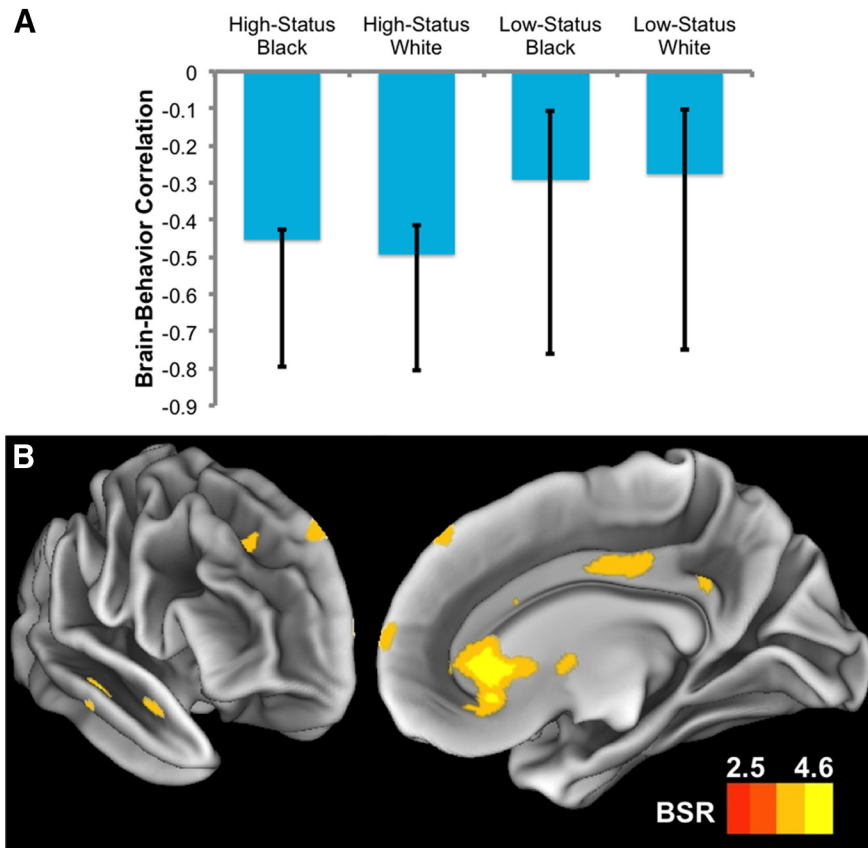 A
High-Status Black
High-Status White
Low-Status Black
Low-Status White
Brain-Behavior Correlation
0
-0.1
-0.2
-0.3
-0.4
-0.5
-0.6
-0.7
-0.8
-0.9
B
2.5 4.6
BSR